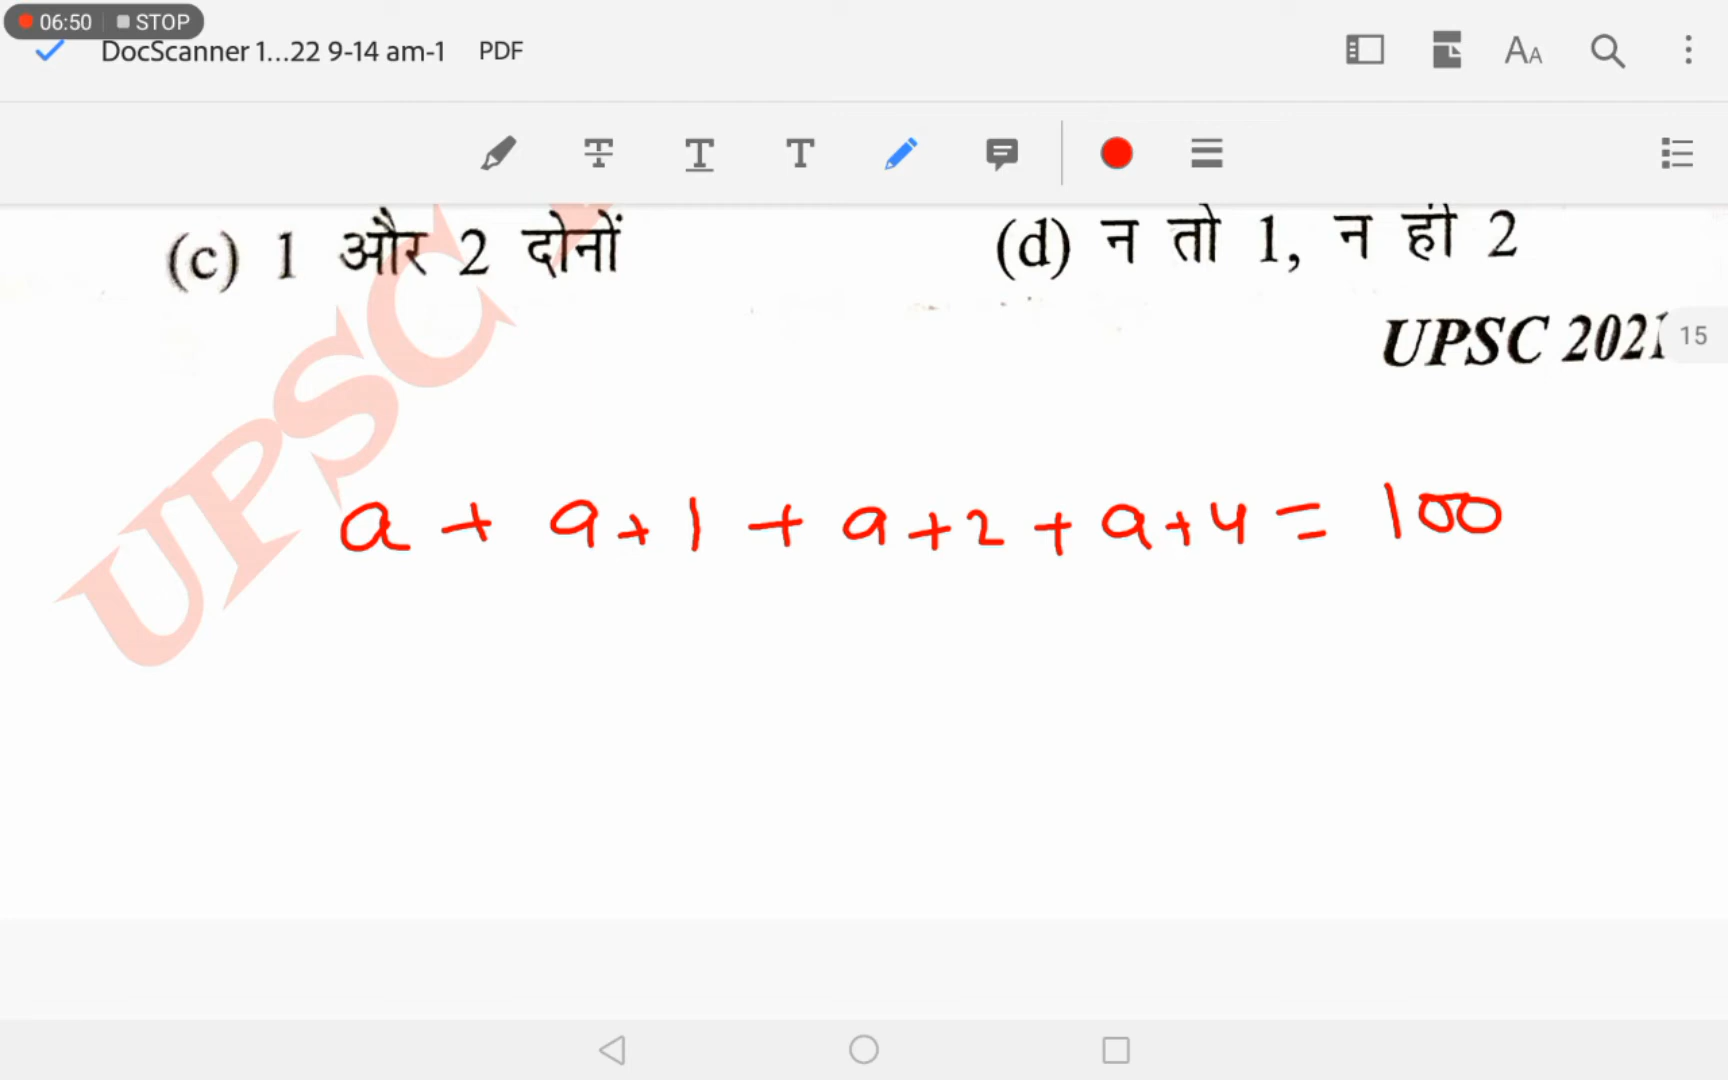 06:50 STOP
DocScanner 1...22 9-14 am-1 PDF
(c) 1 और 2 दोनों (d) न तो 1, न ही 2
UPSC 2021 15
UPSC
a + a + 1 + a + 2 + a + 4 = 100